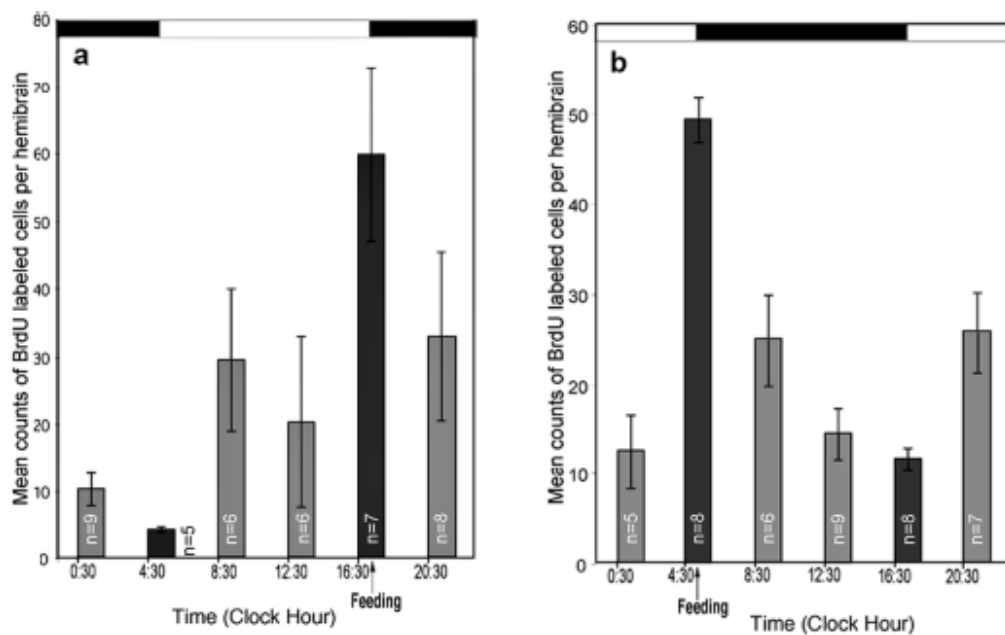 80
70
60
50
40
30
20
10
0
Mean counts of BrdU labeled cells per hemibrain
a
n=9
n=5
n=6
n=6
n=7
n=8
0:30 4:30 8:30 12:30 16:30 20:30
Feeding
Time (Clock Hour)
60
50
40
30
20
10
0
Mean counts of BrdU labeled cells per hemibrain
b
n=5
n=8
n=6
n=9
n=8
n=7
0:30 4:30 8:30 12:30 16:30 20:30
Feeding
Time (Clock Hour)